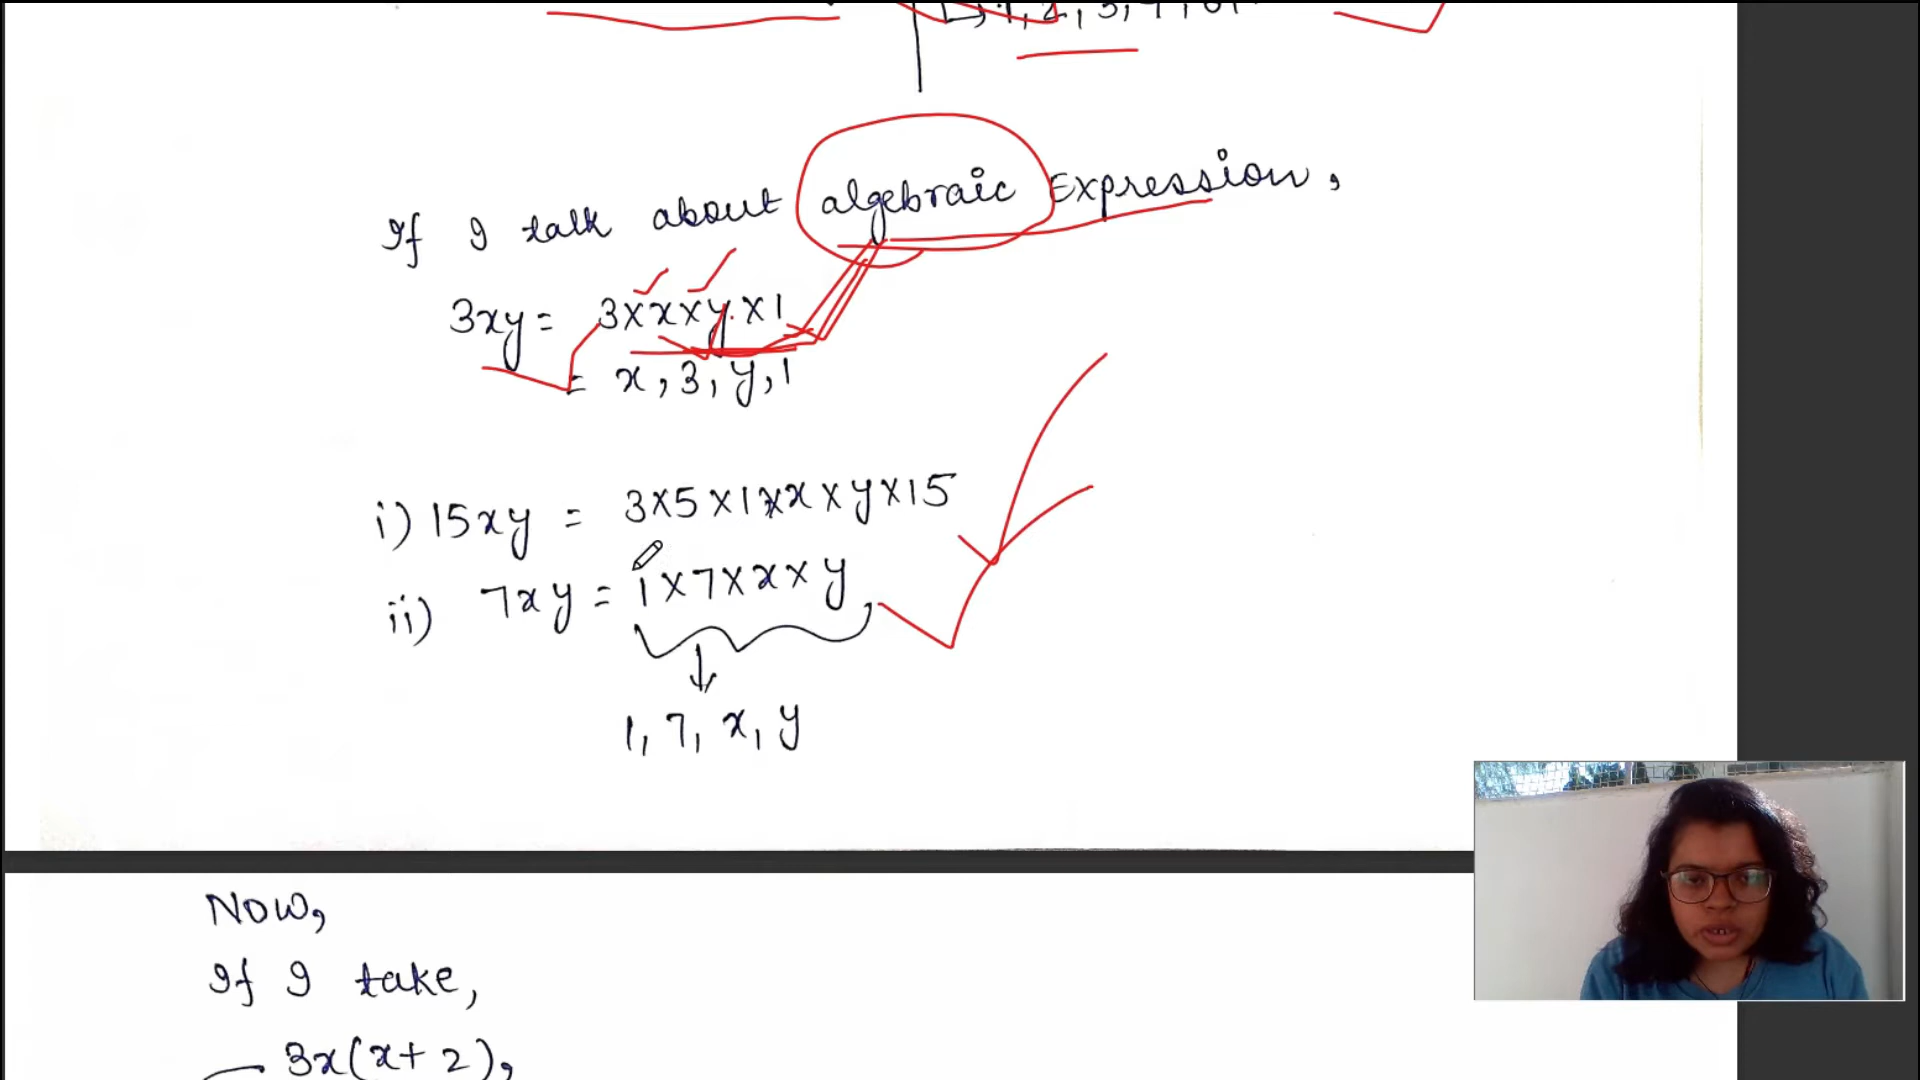 If I talk about algebraic Expression,
3xy = 3×x×y×1
= x, 3, y, 1
i) 15xy = 3×5×1×x×y×15
ii) 7xy = 1×7×x×y
1, 7, x, y
Now,
If I take,
3x(x+2),